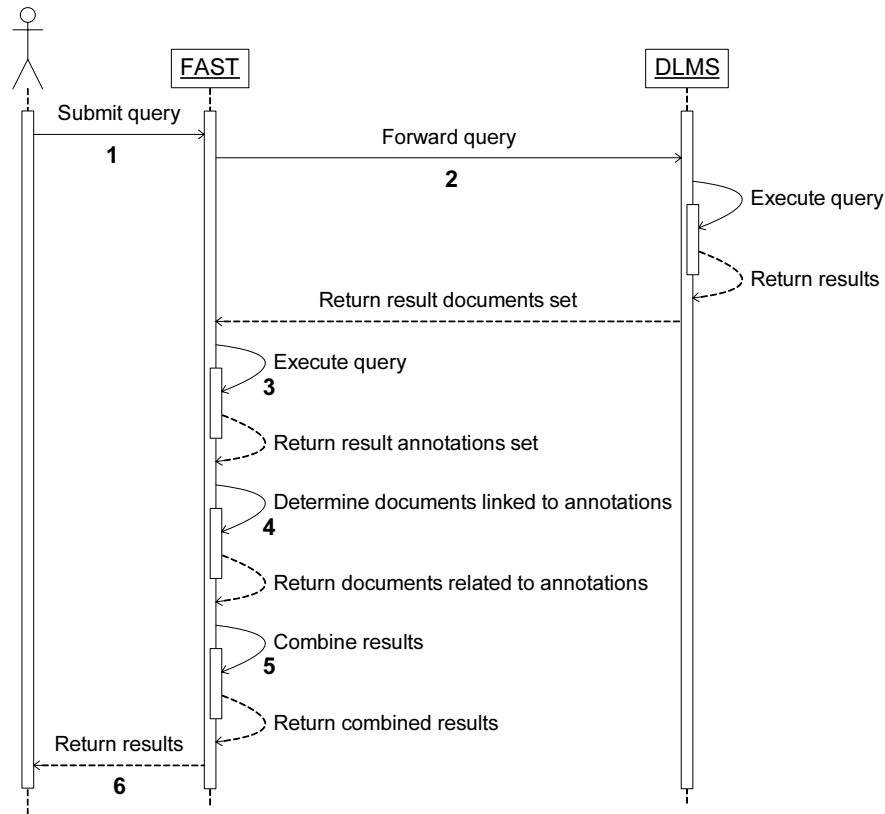 FAST
DLMS
Submit query
1
Forward query
2
Execute query
Return results
Return result documents set
Execute query
3
Return result annotations set
Determine documents linked to annotations
4
Return documents related to annotations
Combine results
5
Return combined results
Return results
6